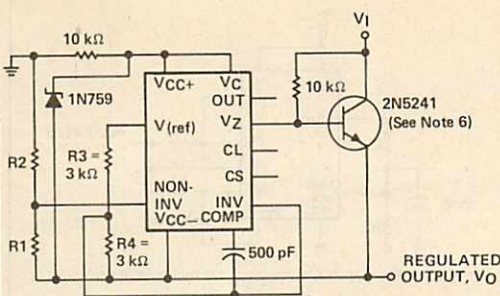 VI
10 kΩ
1N759
VCC+
VC
OUT
10 kΩ
2N5241
(See Note 6)
V(ref)
VZ
R2
R3 =
3 kΩ
CL
CS
NON-
INV
INV
VCC–
COMP
R1
R4 =
3 kΩ
500 pF
REGULATED
OUTPUT, VO